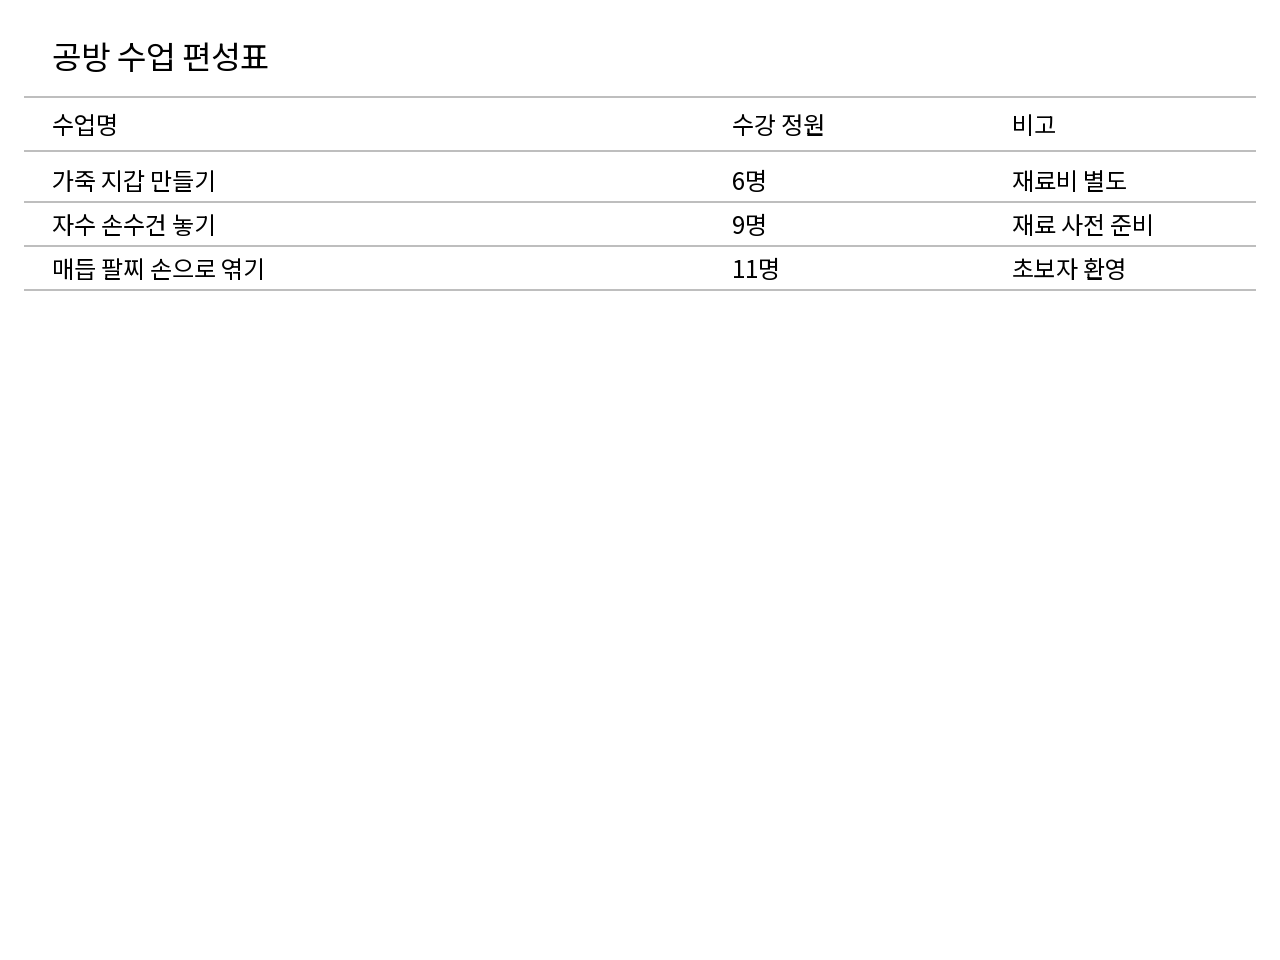 공방 수업 편성표
수업명 수강 정원 비고
가죽 지갑 만들기 6명 재료비 별도
자수 손수건 놓기 9명 재료 사전 준비
매듭 팔찌 손으로 엮기 11명 초보자 환영